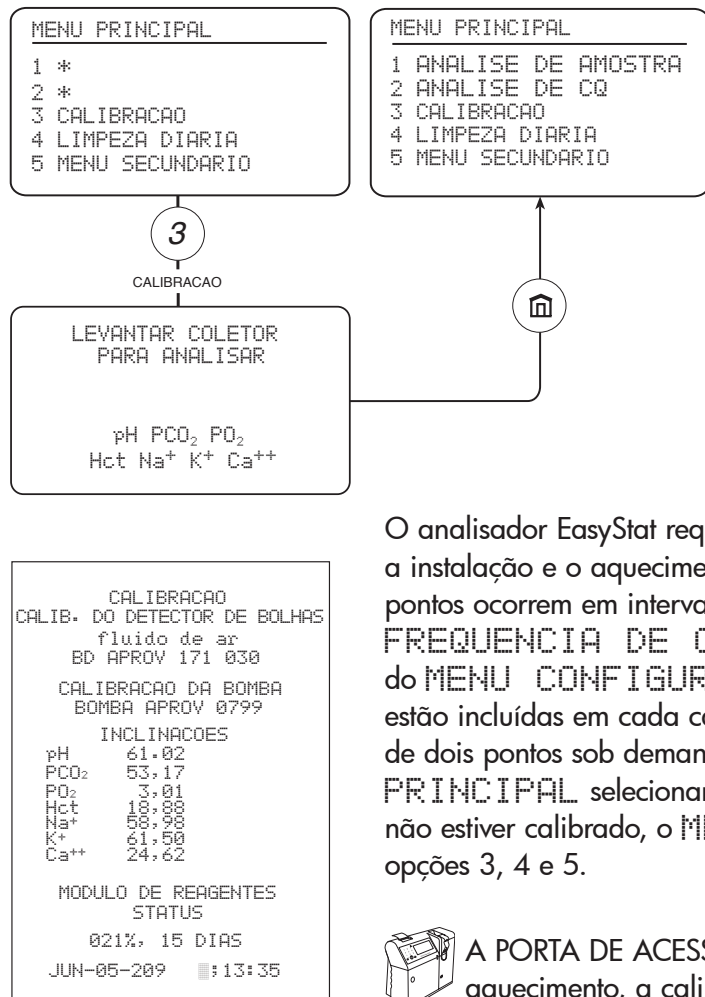 MENU PRINCIPAL
1 *
2 *
3 CALIBRACAO
4 LIMPEZA DIARIA
5 MENU SECUNDARIO
MENU PRINCIPAL
1 ANALISE DE AMOSTRA
2 ANALISE DE CQ
3 CALIBRACAO
4 LIMPEZA DIARIA
5 MENU SECUNDARIO
3
CALIBRACAO
LEVANTAR COLETOR
PARA ANALISAR
pH PCO₂ PO₂
Hct Na⁺ K⁺ Ca⁺⁺
CALIBRACAO
CALIB. DO DETECTOR DE BOLHAS
fluido de ar
BD APROV 171 030
CALIBRACAO DA BOMBA
BOMBA APROV 0799
INCLINACOES
pH 61.02
PCO₂ 53,17
PO₂ 3,01
Hct 18,88
Na⁺ 58,98
K⁺ 61,50
Ca⁺⁺ 24,62
MODULO DE REAGENTES
STATUS
021%, 15 DIAS
JUN-05-209 ;13:35
O analisador EasyStat req
a instalação e o aquecime
pontos ocorrem em interva
FREQUENCIA DE C
do MENU CONFIGUR
estão incluídas em cada c
de dois pontos sob deman
PRINCIPAL selecionar
não estiver calibrado, o M
opções 3, 4 e 5.
A PORTA DE ACESS
aquecimento, a cali